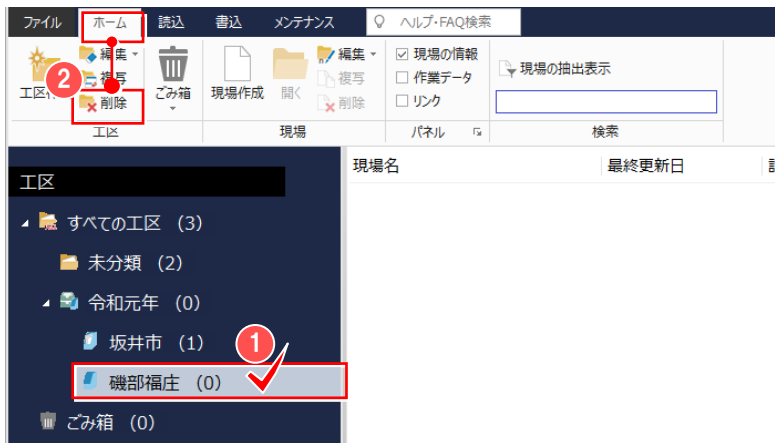 ファイル ホーム 読込 書込 メンテナンス ヘルプ・FAQ検索
編集 編集 現場の情報
複写 ごみ箱 現場作成 開く 複写 作業データ 現場の抽出表示
2 削除 削除 リンク
工区 現場 パネル 検索
現場名 最終更新日
工区
すべての工区 (3)
未分類 (2)
令和元年 (0)
坂井市 (1)
1
磯部福庄 (0)
ごみ箱 (0)